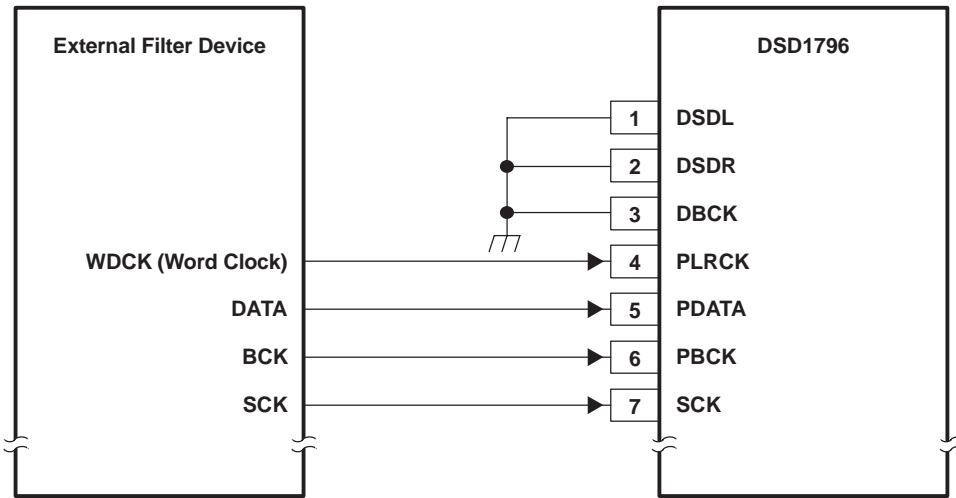 External Filter Device
DSD1796
1 DSDL
2 DSDR
3 DBCK
WDCK (Word Clock) 4 PLRCK
DATA 5 PDATA
BCK 6 PBCK
SCK 7 SCK